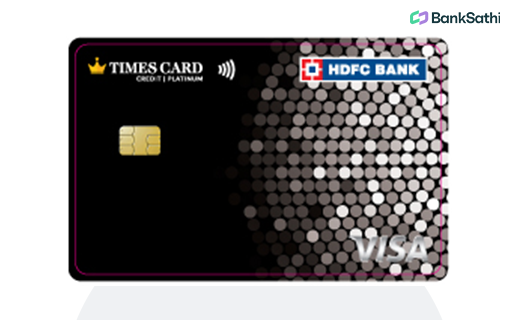 BankSathi
TIMES CARD
CREDIT | PLATINUM
HDFC BANK
VISA